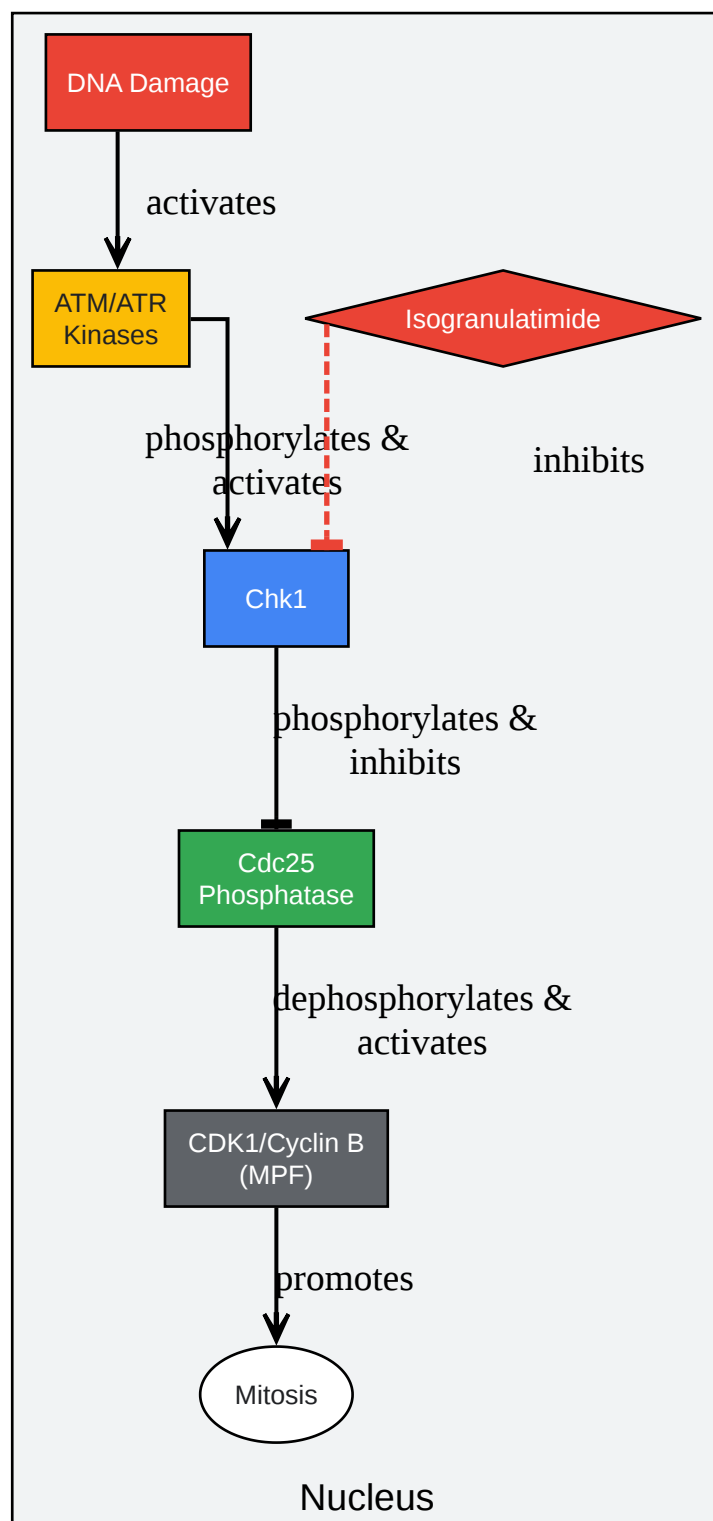 DNA Damage
activates
ATM/ATR
Kinases
Isogranulatimide
phosphorylates &
activates
inhibits
Chk1
phosphorylates &
inhibits
Cdc25
Phosphatase
dephosphorylates &
activates
CDK1/Cyclin B
(MPF)
promotes
Mitosis
Nucleus